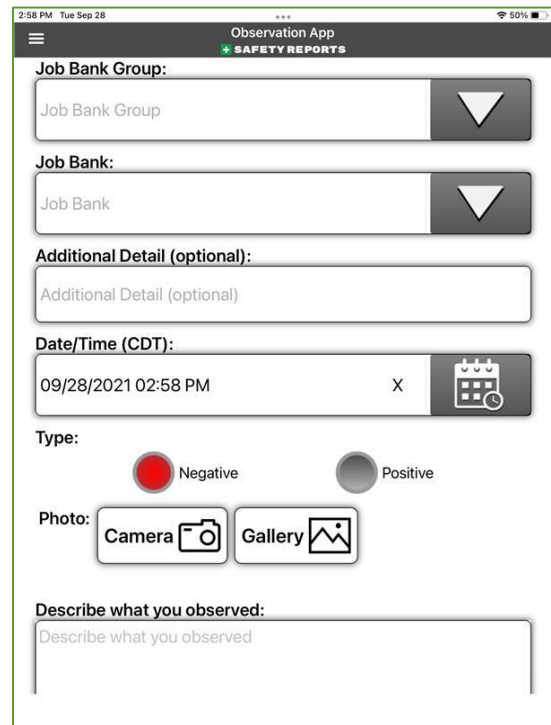 2:58 PM Tue Sep 28 50%
Observation App
SAFETY REPORTS
Job Bank Group:
Job Bank Group
Job Bank:
Job Bank
Additional Detail (optional):
Additional Detail (optional)
Date/Time (CDT):
09/28/2021 02:58 PM X
Type:
Negative Positive
Photo: Camera Gallery
Describe what you observed:
Describe what you observed